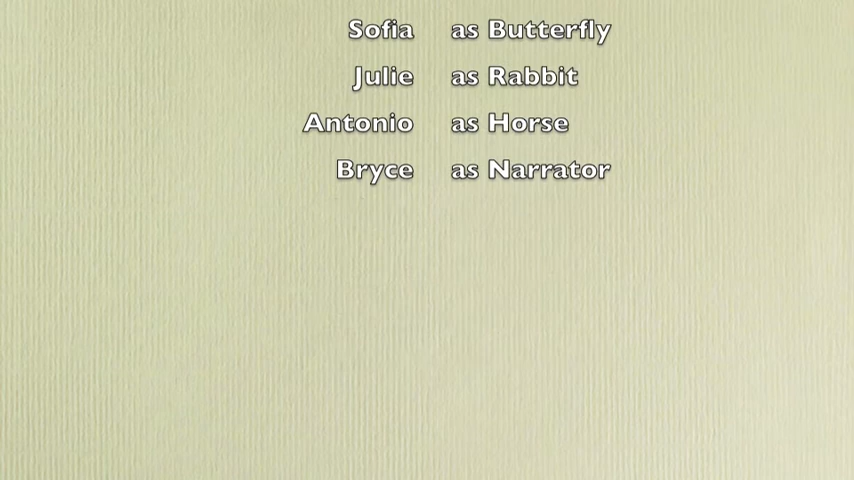 Sofia as Butterfly
Julie as Rabbit
Antonio as Horse
Bryce as Narrator